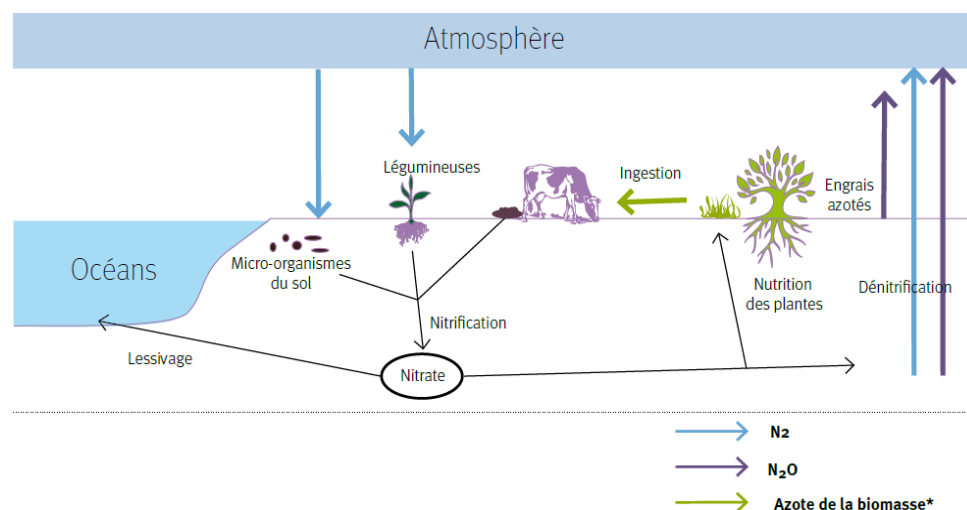 Atmosphère
Légumineuses
Ingestion
Engrais
azotés
Océans
Micro-organismes
du sol
Nutrition
des plantes
Dénitrification
Nitrification
Lessivage
Nitrate
N2
N₂O
Azote de la biomasse*